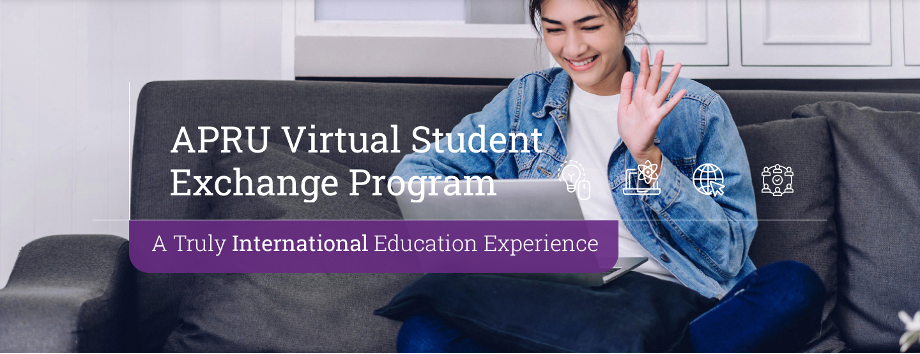 APRU Virtual Student
Exchange Program
A Truly International Education Experience